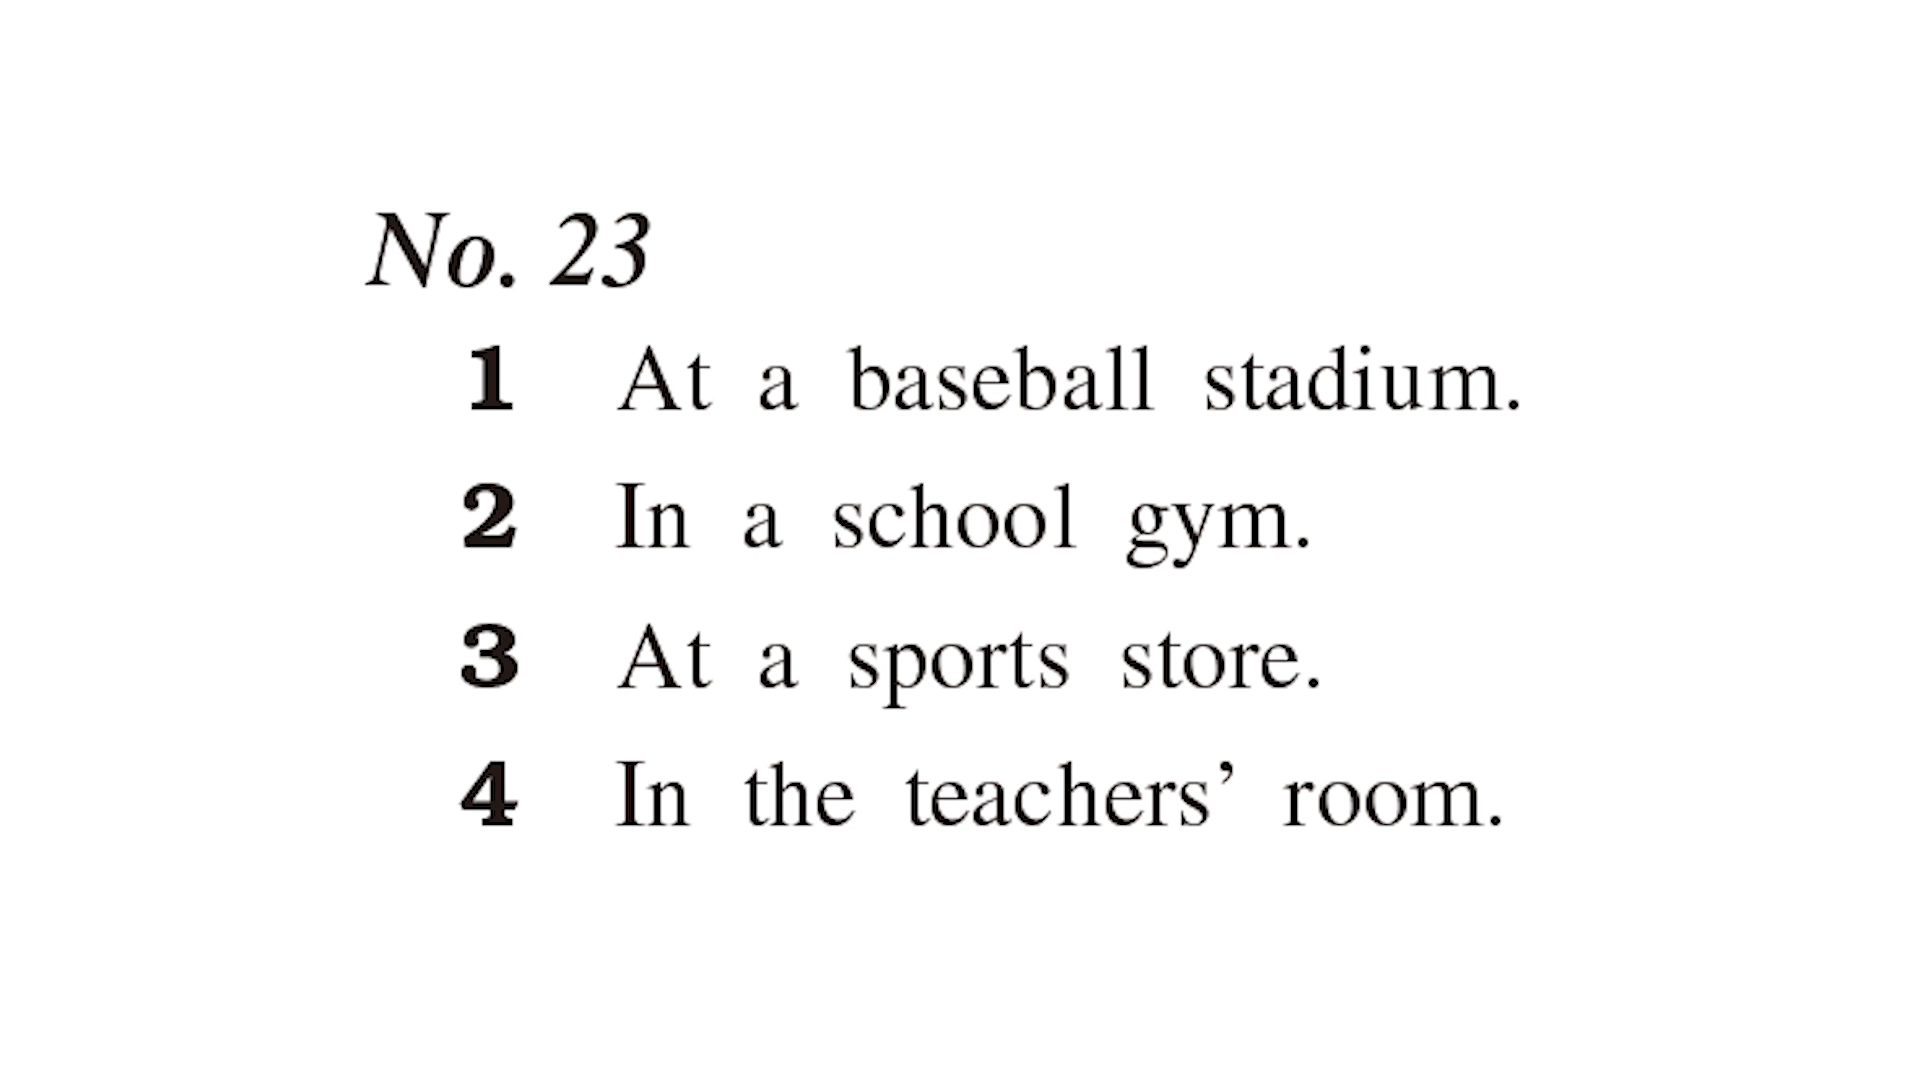 No. 23
1 At a baseball stadium.
2 In a school gym.
3 At a sports store.
4 In the teachers’ room.